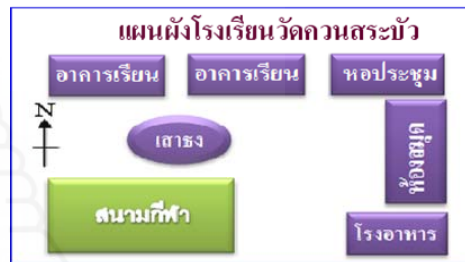 แผนผังโรงเรียนวัดควนสระบัว
อาคารเรียน อาคารเรียน หอประชุม
N
เสาธง
ห้องสมุด
สนามกีฬา
โรงอาหาร